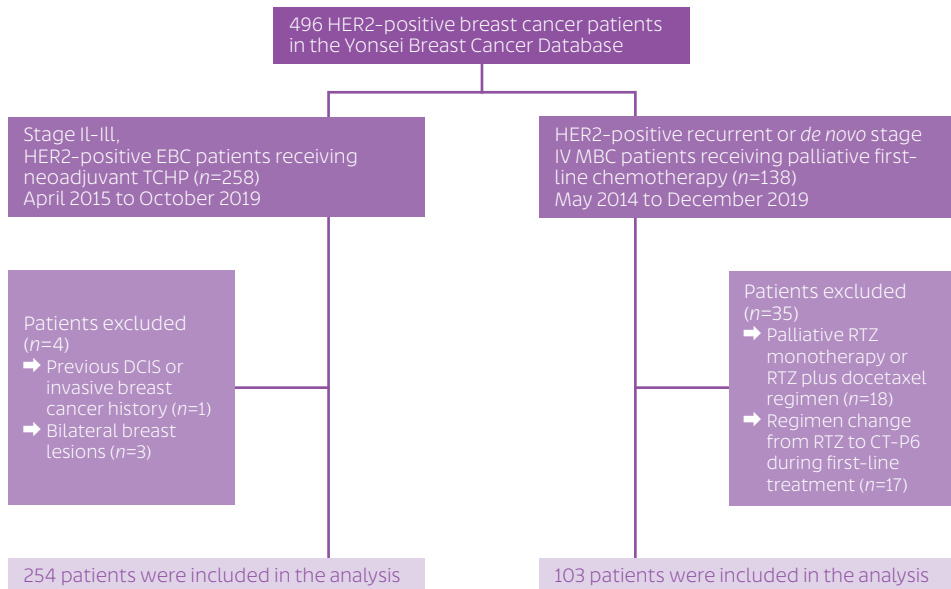 496 HER2-positive breast cancer patients
in the Yonsei Breast Cancer Database
Stage II-III,
HER2-positive EBC patients receiving
neoadjuvant TCHP (n=258)
April 2015 to October 2019
HER2-positive recurrent or de novo stage
IV MBC patients receiving palliative first-
line chemotherapy (n=138)
May 2014 to December 2019
Patients excluded
(n=4)
➡ Previous DCIS or
invasive breast
cancer history (n=1)
➡ Bilateral breast
lesions (n=3)
Patients excluded
(n=35)
➡ Palliative RTZ
monotherapy or
RTZ plus docetaxel
regimen (n=18)
➡ Regimen change
from RTZ to CT-P6
during first-line
treatment (n=17)
254 patients were included in the analysis
103 patients were included in the analysis